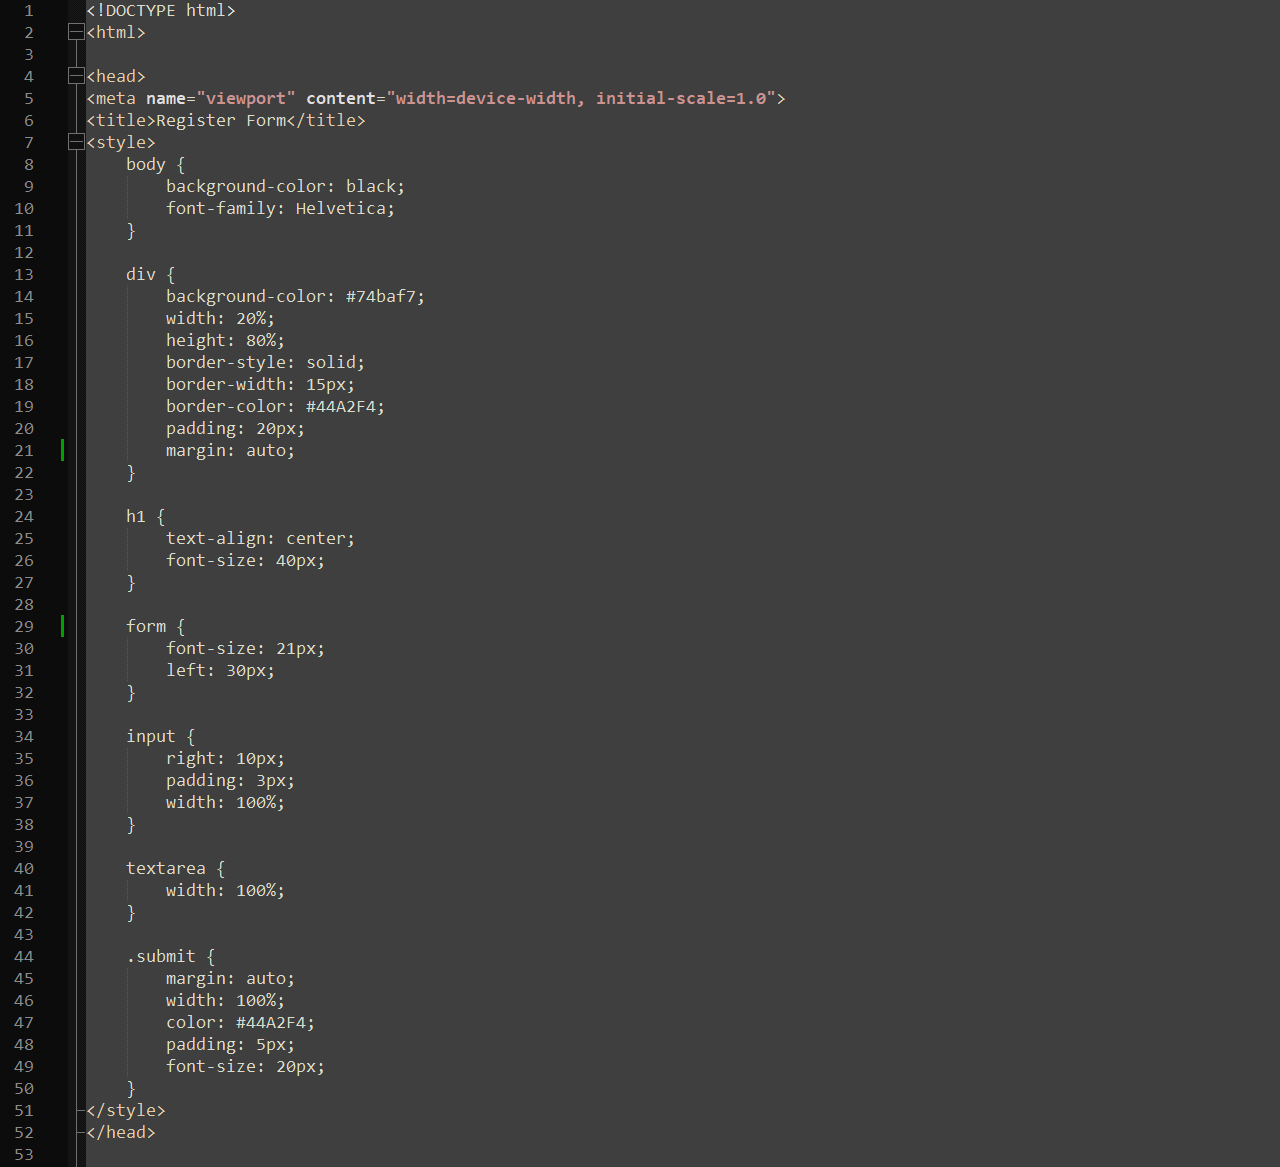 1 <!DOCTYPE html>
2 <html>
3
4 <head>
5 <meta name="viewport" content="width=device-width, initial-scale=1.0">
6 <title>Register Form</title>
7 <style>
8     body {
9         background-color: black;
10         font-family: Helvetica;
11     }
12
13     div {
14         background-color: #74baf7;
15         width: 20%;
16         height: 80%;
17         border-style: solid;
18         border-width: 15px;
19         border-color: #44A2F4;
20         padding: 20px;
21         margin: auto;
22     }
23
24     h1 {
25         text-align: center;
26         font-size: 40px;
27     }
28
29     form {
30         font-size: 21px;
31         left: 30px;
32     }
33
34     input {
35         right: 10px;
36         padding: 3px;
37         width: 100%;
38     }
39
40     textarea {
41         width: 100%;
42     }
43
44     .submit {
45         margin: auto;
46         width: 100%;
47         color: #44A2F4;
48         padding: 5px;
49         font-size: 20px;
50     }
51 </style>
52 </head>
53